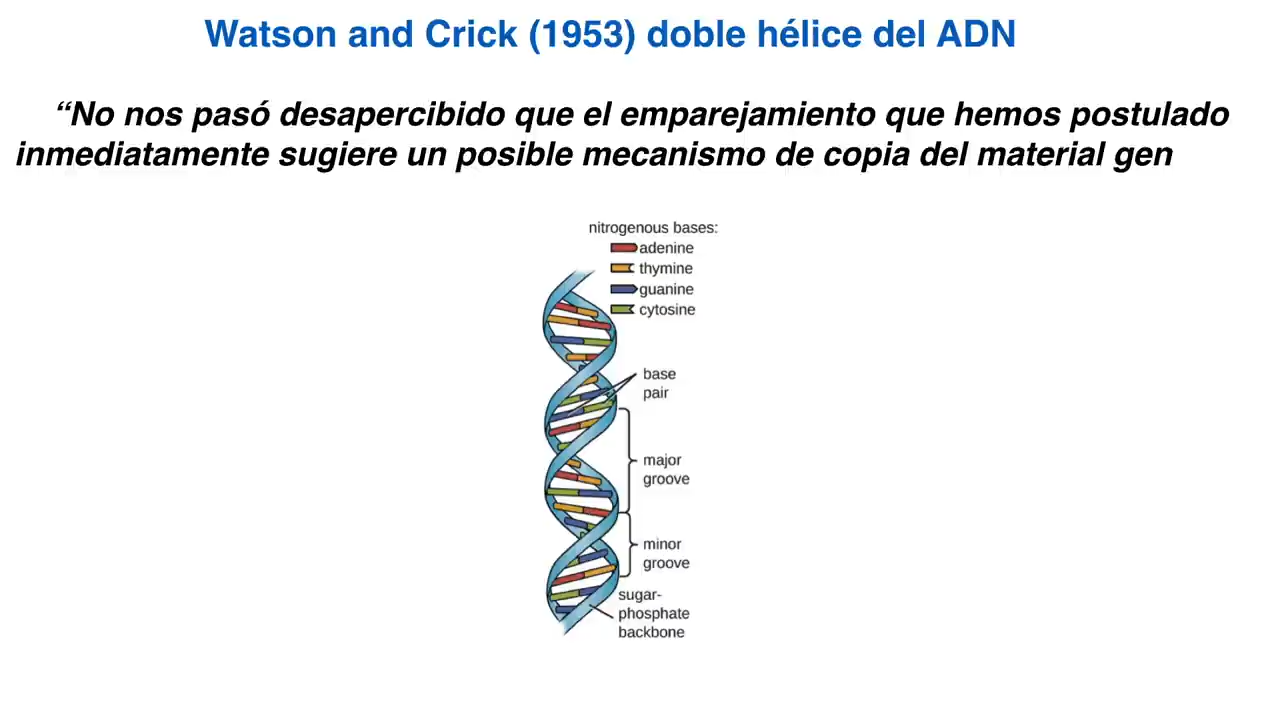 Watson and Crick (1953) doble hélice del ADN
“No nos pasó desapercibido que el emparejamiento que hemos postulado
inmediatamente sugiere un posible mecanismo de copia del material gen
nitrogenous bases:
adenine
thymine
guanine
cytosine
base
pair
major
groove
minor
groove
sugar-
phosphate
backbone